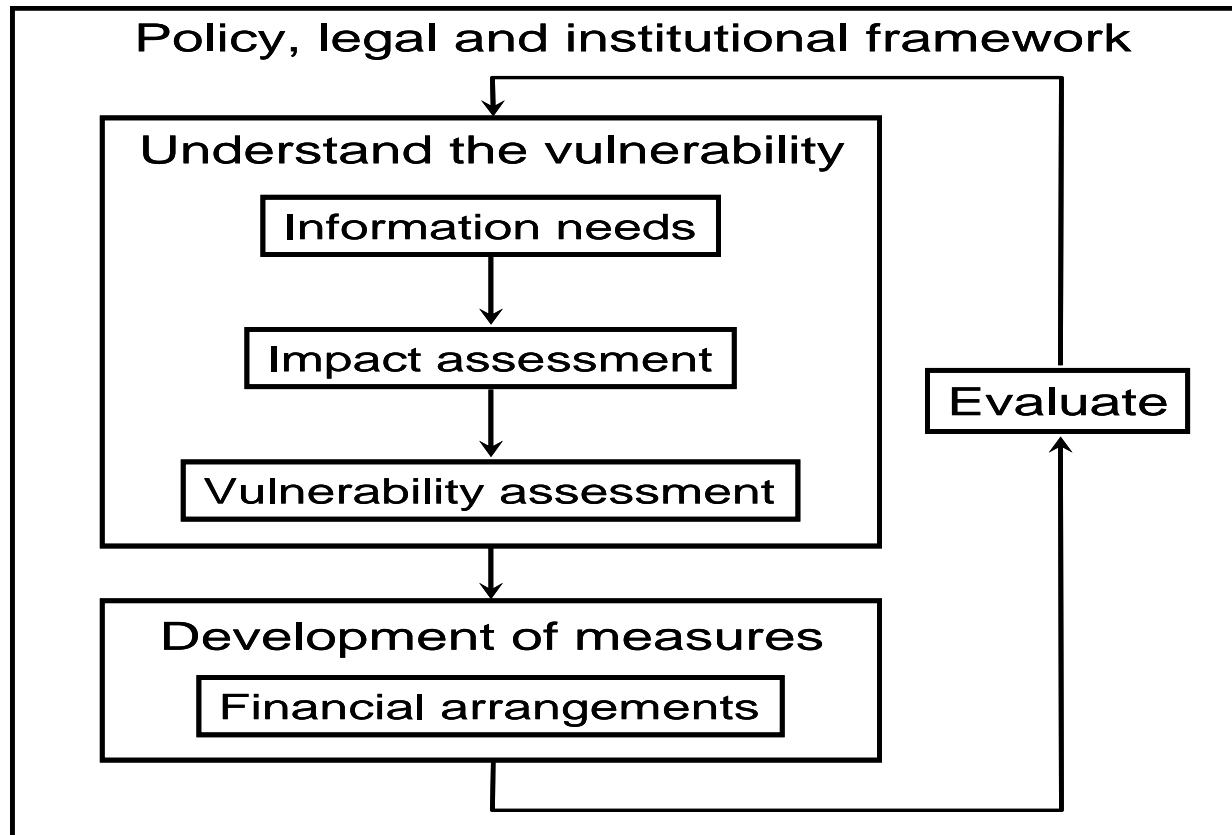 Policy, legal and institutional framework
Understand the vulnerability
Information needs
Impact assessment
Evaluate
Vulnerability assessment
Development of measures
Financial arrangements